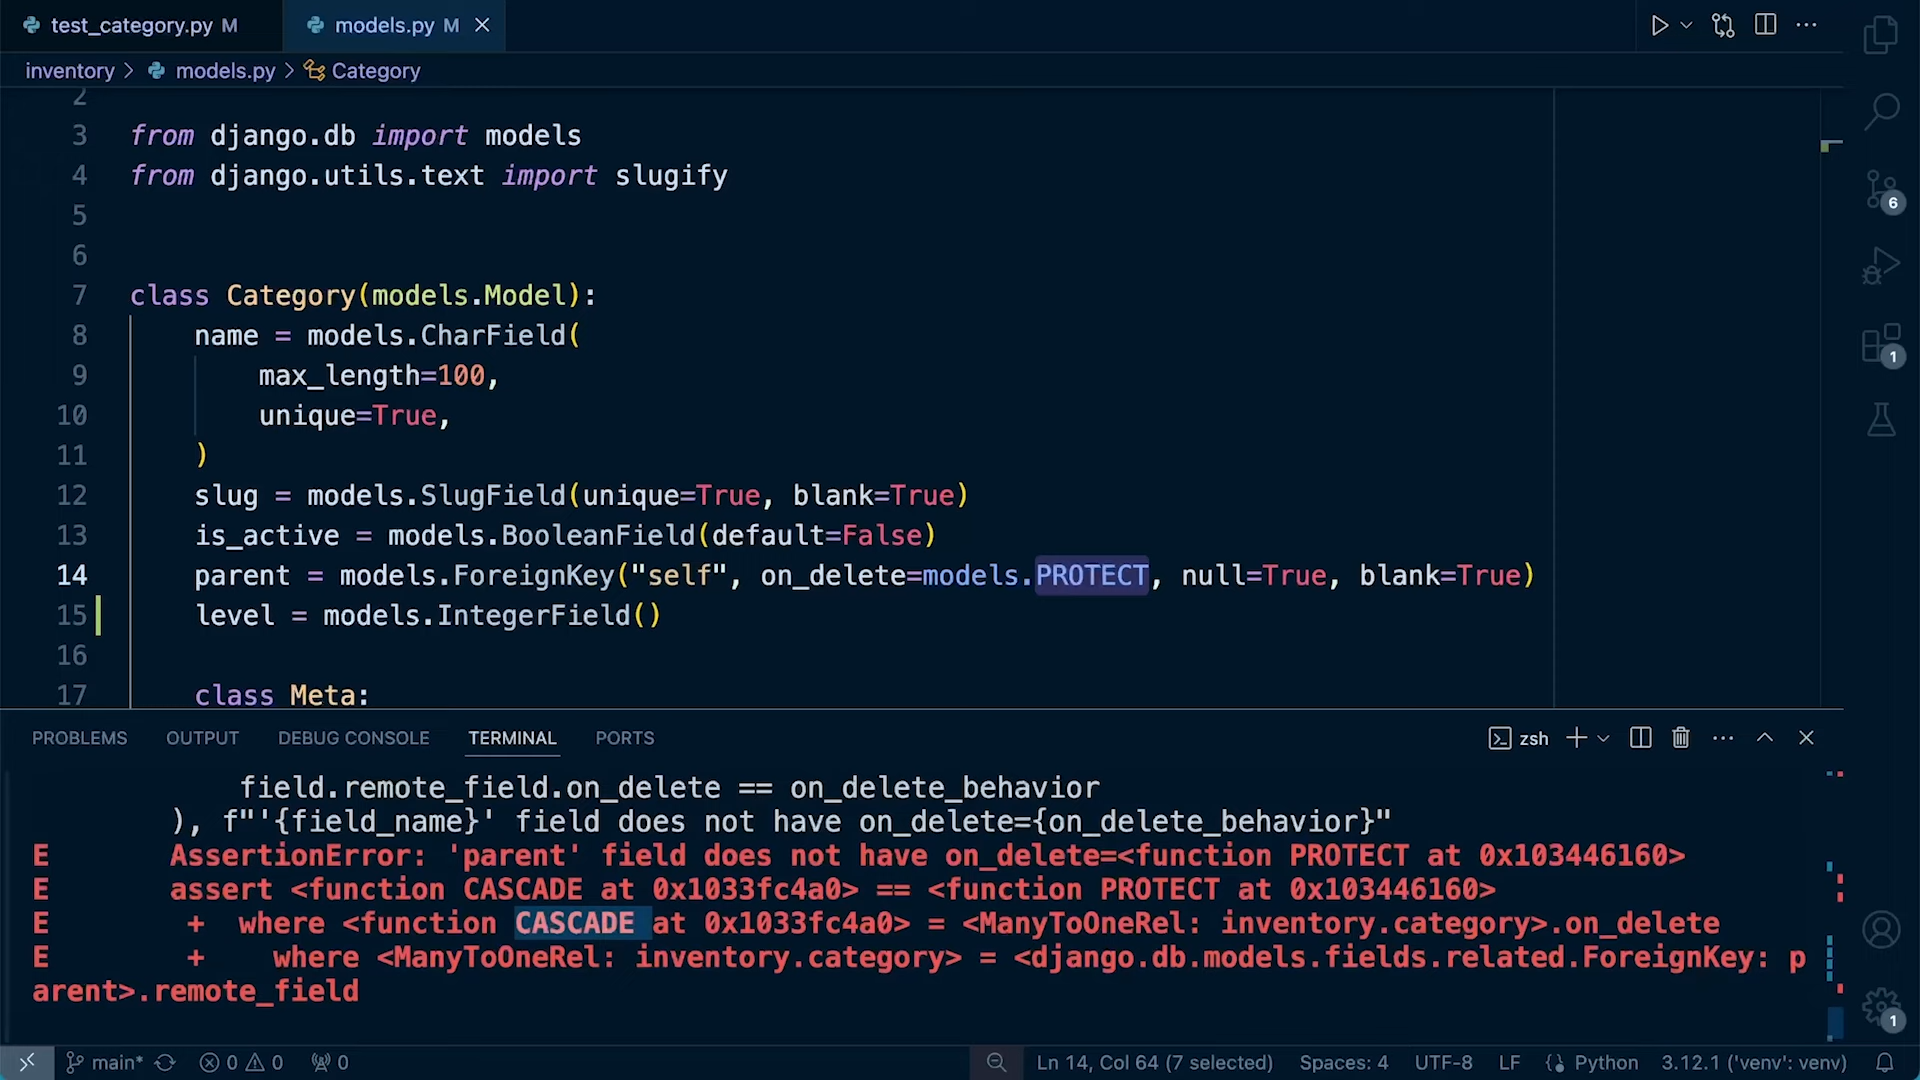 test_category.py M
models.py M
inventory > models.py > Category
2
3 from django.db import models
4 from django.utils.text import slugify
5
6
7 class Category(models.Model):
8 name = models.CharField(
9 max_length=100,
10 unique=True,
11 )
12 slug = models.SlugField(unique=True, blank=True)
13 is_active = models.BooleanField(default=False)
14 parent = models.ForeignKey("self", on_delete=models.PROTECT, null=True, blank=True)
15 level = models.IntegerField()
16
17 class Meta:
6
1
PROBLEMS OUTPUT DEBUG CONSOLE TERMINAL PORTS zsh
field.remote_field.on_delete == on_delete_behavior
), f"'{field_name}' field does not have on_delete={on_delete_behavior}"
E AssertionError: 'parent' field does not have on_delete=<function PROTECT at 0x103446160>
E assert <function CASCADE at 0x1033fc4a0> == <function PROTECT at 0x103446160>
E + where <function CASCADE at 0x1033fc4a0> = <ManyToOneRel: inventory.category>.on_delete
E + where <ManyToOneRel: inventory.category> = <django.db.models.fields.related.ForeignKey: p
arent>.remote_field
1
main* 0 0 0 Ln 14, Col 64 (7 selected) Spaces: 4 UTF-8 LF Python 3.12.1 ('venv': venv)